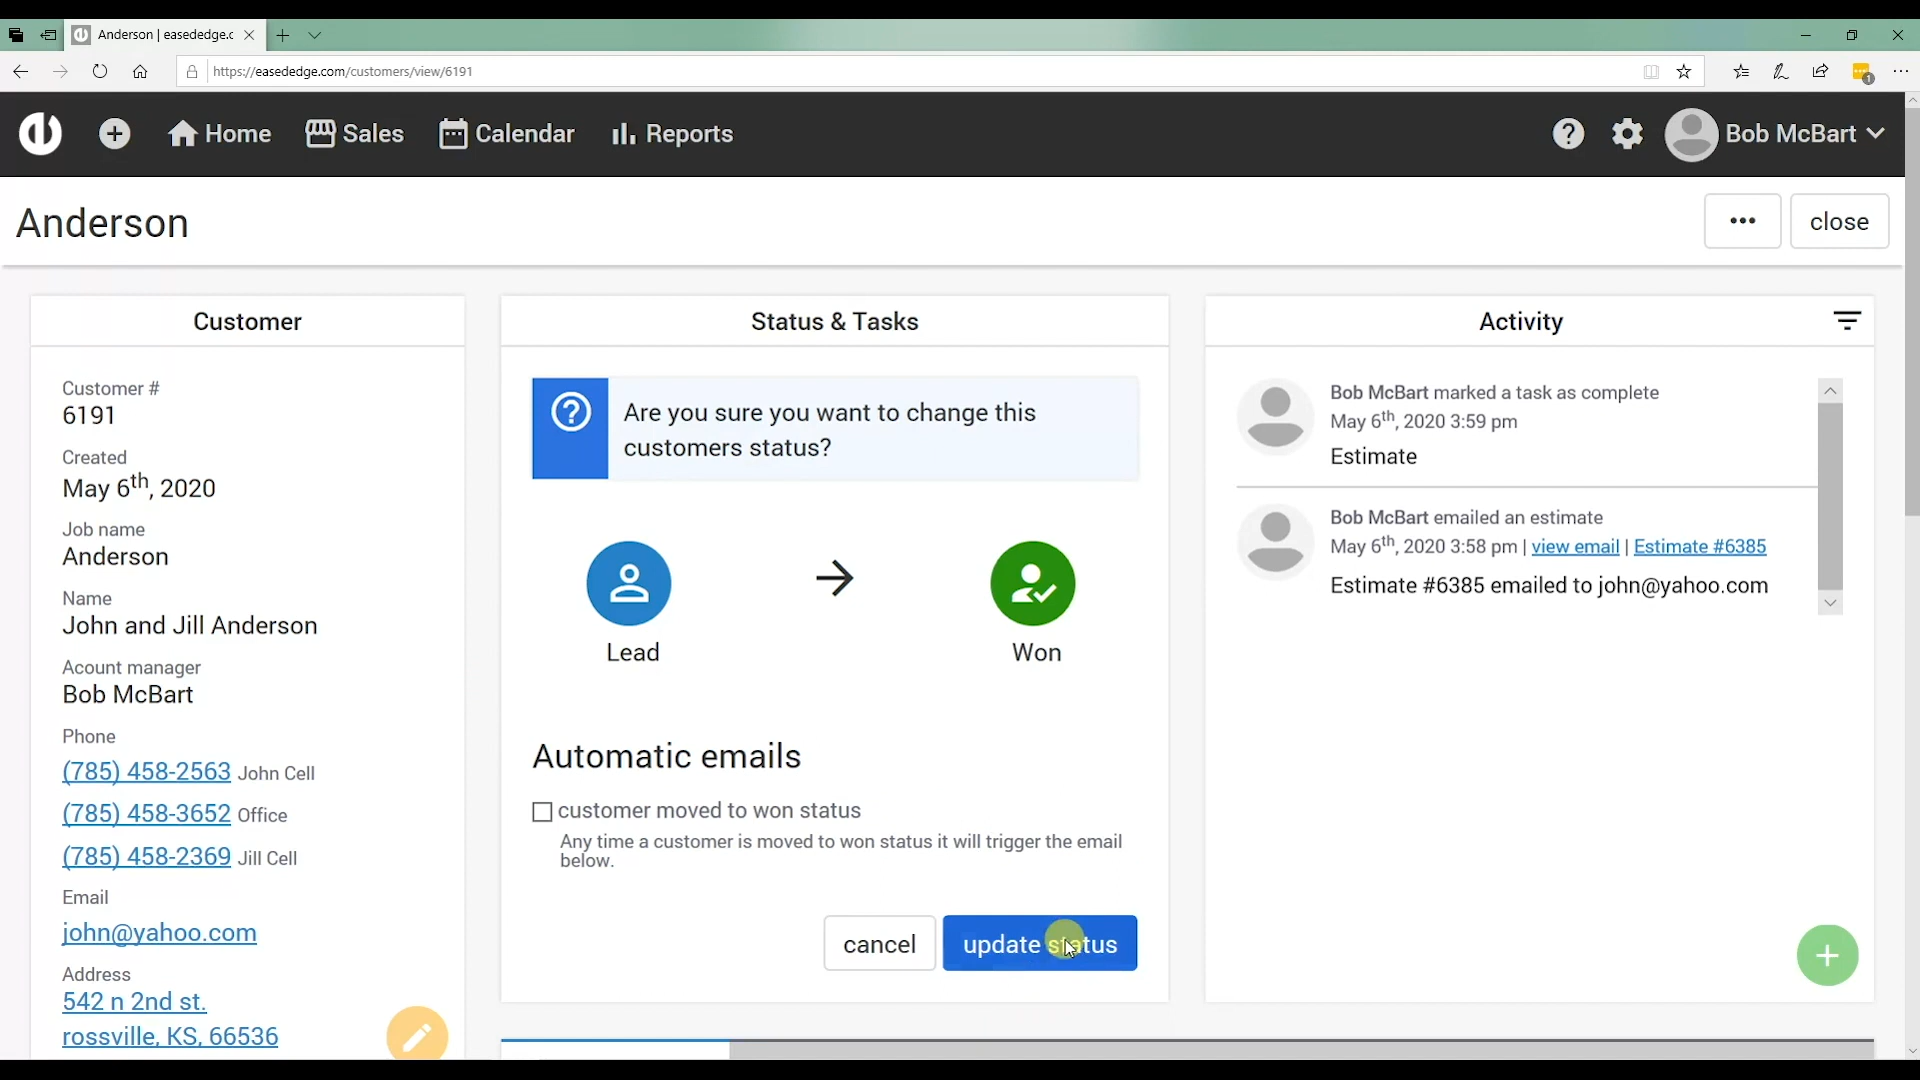 Anderson | easededge.c
https://easededge.com/customers/view/6191
1
Home
Sales
Calendar
Reports
Bob McBart
Anderson
close
Customer
Customer #
6191
Created
May 6th, 2020
Job name
Anderson
Name
John and Jill Anderson
Acount manager
Bob McBart
Phone
(785) 458-2563 John Cell
(785) 458-3652 Office
(785) 458-2369 Jill Cell
Email
john@yahoo.com
Address
542 n 2nd st.
rossville, KS, 66536
Status & Tasks
Are you sure you want to change this
customers status?
Lead
Won
Automatic emails
customer moved to won status
Any time a customer is moved to won status it will trigger the email
below.
cancel
update status
Activity
Bob McBart marked a task as complete
May 6th, 2020 3:59 pm
Estimate
Bob McBart emailed an estimate
May 6th, 2020 3:58 pm | view email | Estimate #6385
Estimate #6385 emailed to john@yahoo.com